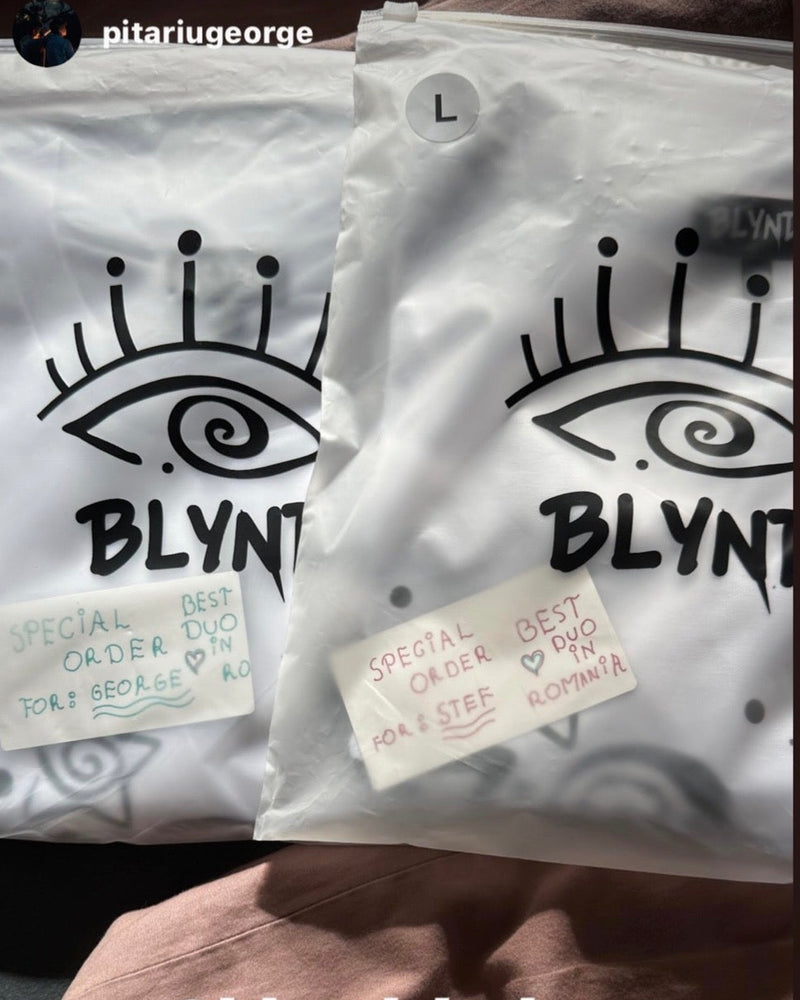 pitariugeorge
L
BLYNT
BLYNT
BLYNT
SPECIAL
ORDER
FOR: GEORGE
BEST
DUO
IN
RO
SPECIAL
ORDER
FOR: STEF
BEST
DUO
IN
ROMANIA